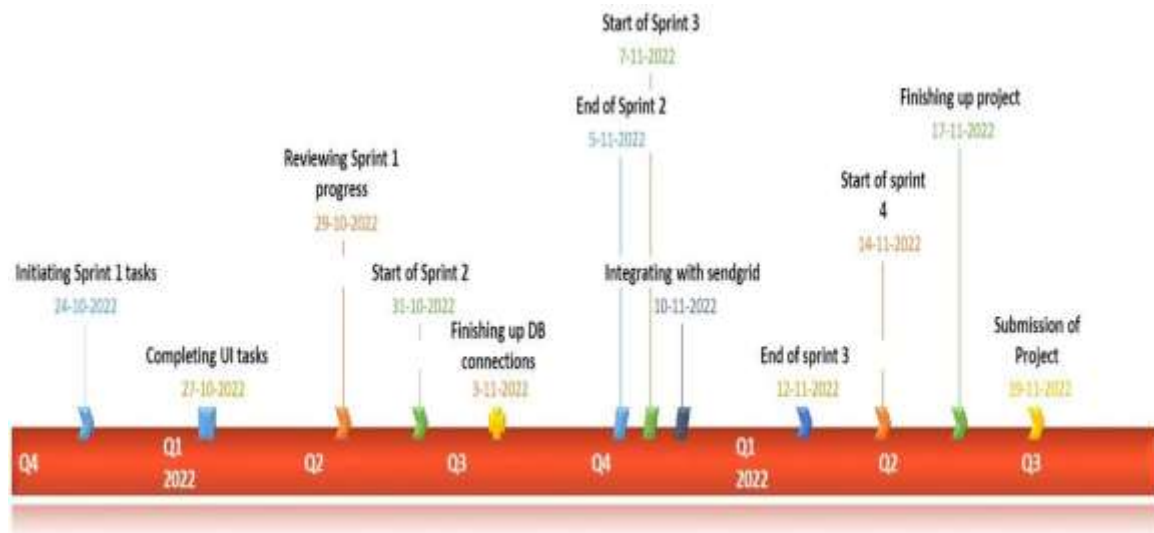 Start of Sprint 3
7-11-2022
End of Sprint 2
5-11-2022
Finishing up project
17-11-2022
Reviewing Sprint 1
progress
29-10-2022
Start of sprint
4
14-11-2022
Initiating Sprint 1 tasks
24-10-2022
Start of Sprint 2
31-10-2022
Integrating with sendgrid
10-11-2022
Completing UI tasks
27-10-2022
Finishing up DB
connections
3-11-2022
End of sprint 3
12-11-2022
Submission of
Project
19-11-2022
Q4
Q1
2022
Q2
Q3
Q4
Q1
2022
Q2
Q3